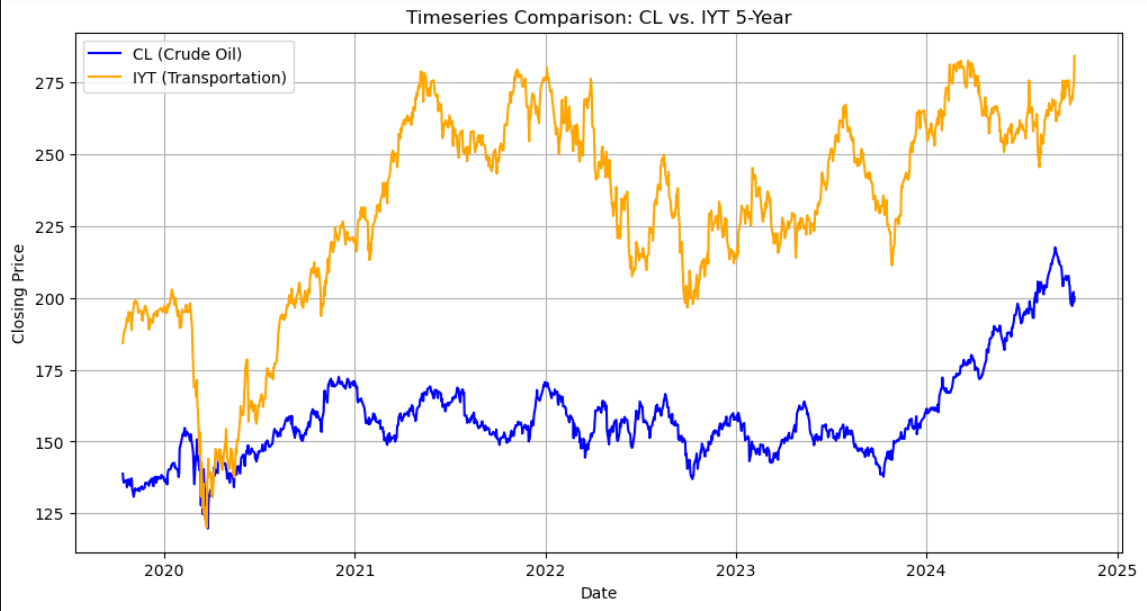 Timeseries Comparison: CL vs. IYT 5-Year
CL (Crude Oil)
IYT (Transportation)
Closing Price
275
250
225
200
175
150
125
2020
2021
2022
2023
2024
2025
Date